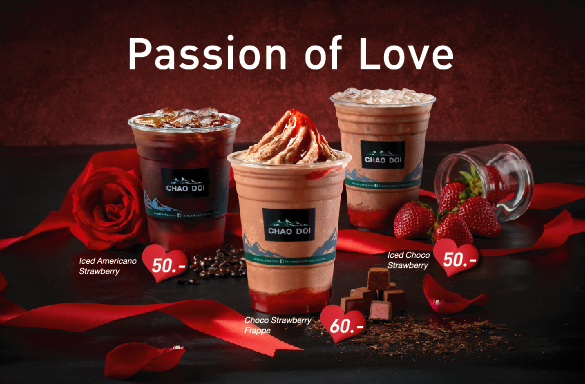 Passion of Love
CHAO DOI
CHAO DOI
CHAO DOI
Iced Americano
Strawberry
50.-
Iced Choco
Strawberry
50.-
Choco Strawberry
Frappe
60.-